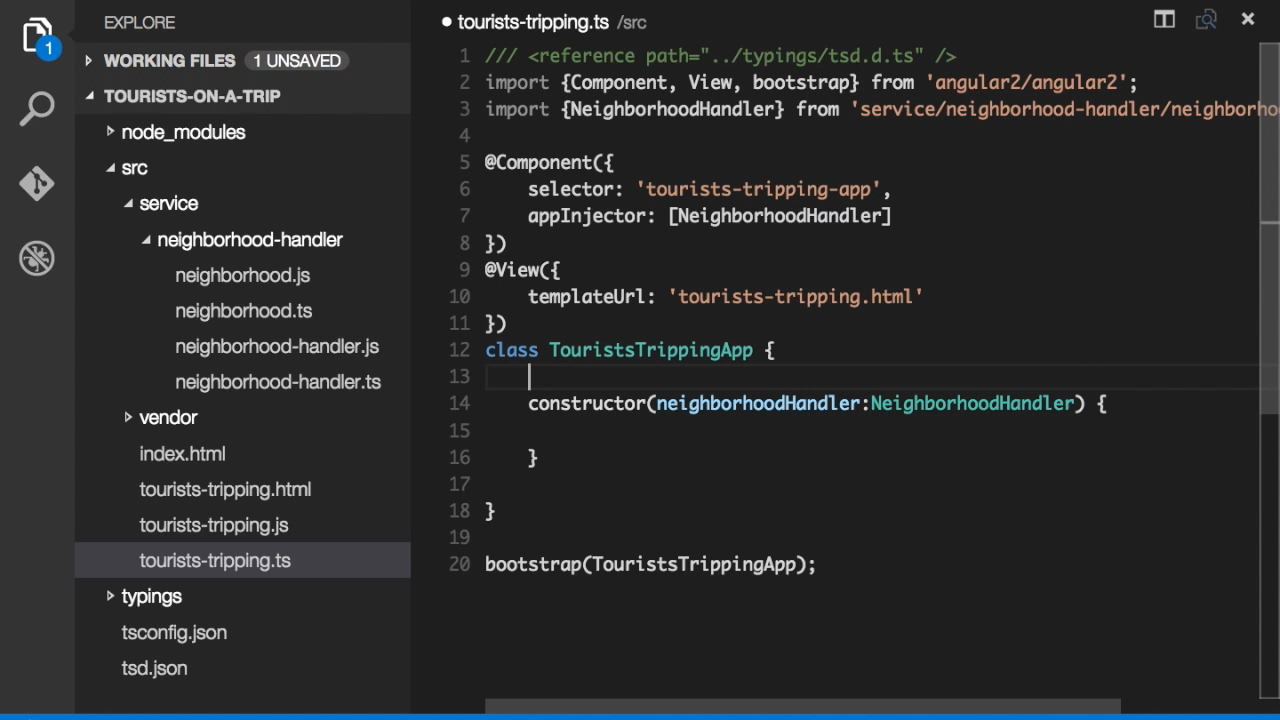 EXPLORE
1
WORKING FILES 1 UNSAVED
TOURISTS-ON-A-TRIP
node_modules
src
service
neighborhood-handler
neighborhood.js
neighborhood.ts
neighborhood-handler.js
neighborhood-handler.ts
vendor
index.html
tourists-tripping.html
tourists-tripping.js
tourists-tripping.ts
typings
tsconfig.json
tsd.json
tourists-tripping.ts /src
1 /// <reference path="../typings/tsd.d.ts" />
2 import {Component, View, bootstrap} from 'angular2/angular2';
3 import {NeighborhoodHandler} from 'service/neighborhood-handler/neighborho
4
5 @Component({
6 selector: 'tourists-tripping-app',
7 appInjector: [NeighborhoodHandler]
8 })
9 @View({
10 templateUrl: 'tourists-tripping.html'
11 })
12 class TouristsTrippingApp {
13
14 constructor(neighborhoodHandler:NeighborhoodHandler) {
15
16 }
17
18 }
19
20 bootstrap(TouristsTrippingApp);